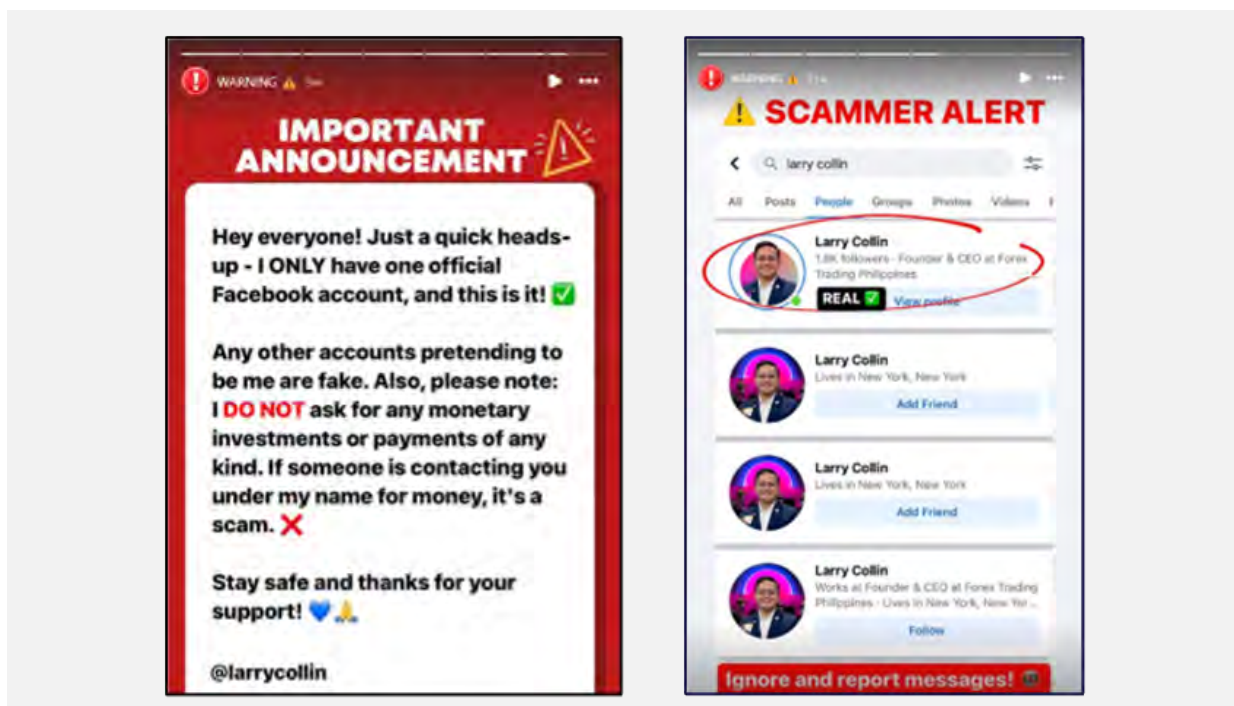 WARNING
IMPORTANT
ANNOUNCEMENT
Hey everyone! Just a quick heads-
up - I ONLY have one official
Facebook account, and this is it! ✅
Any other accounts pretending to
be me are fake. Also, please note:
I DO NOT ask for any monetary
investments or payments of any
kind. If someone is contacting you
under my name for money, it's a
scam. ❌
Stay safe and thanks for your
support! 💙🙏
@larrycollin
WARNING
SCAMMER ALERT
larry collin
All Posts People Groups Photos Videos
Larry Collin
1.8K followers · Founder & CEO at Forex
Trading Philippines
REAL ✅ View profile
Larry Collin
Lives in New York, New York
Add Friend
Larry Collin
Lives in New York, New York
Add Friend
Larry Collin
Works at Founder & CEO at Forex Trading
Philippines · Lives in New York, New Yor...
Follow
Ignore and report messages!